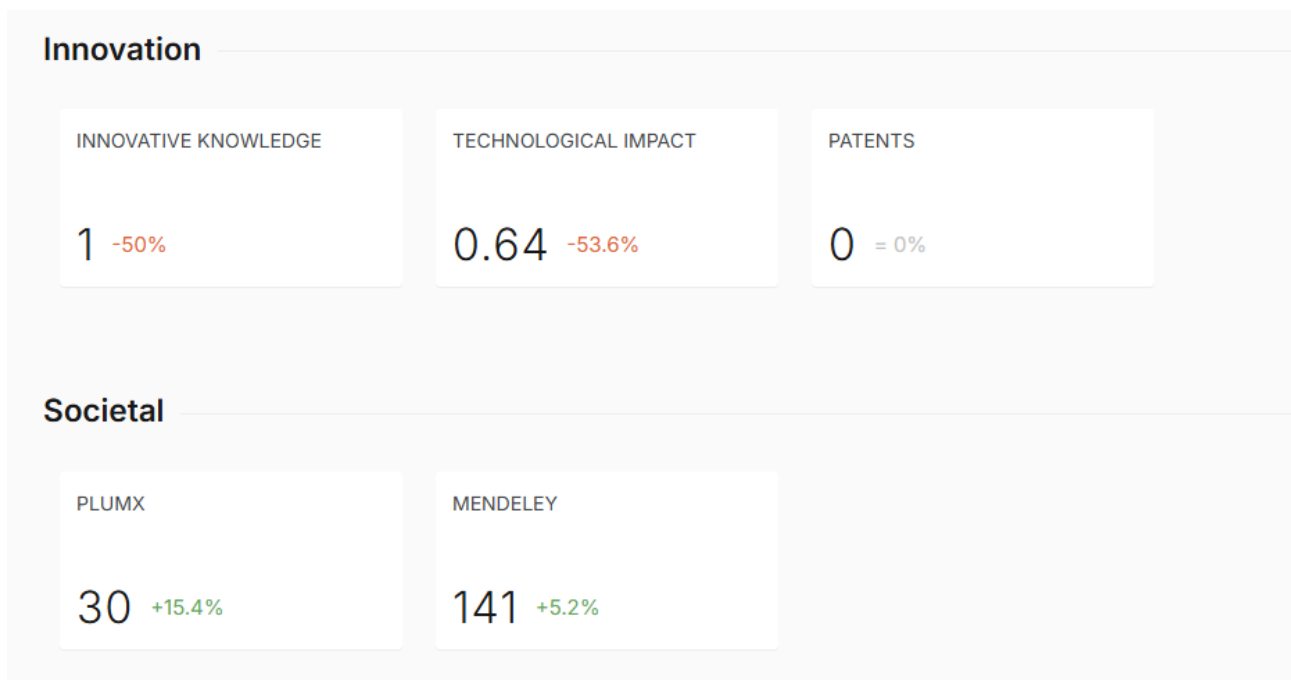 Innovation
INNOVATIVE KNOWLEDGE
1 -50%
TECHNOLOGICAL IMPACT
0.64 -53.6%
PATENTS
0 = 0%
Societal
PLUMX
30 +15.4%
MENDELEY
141 +5.2%